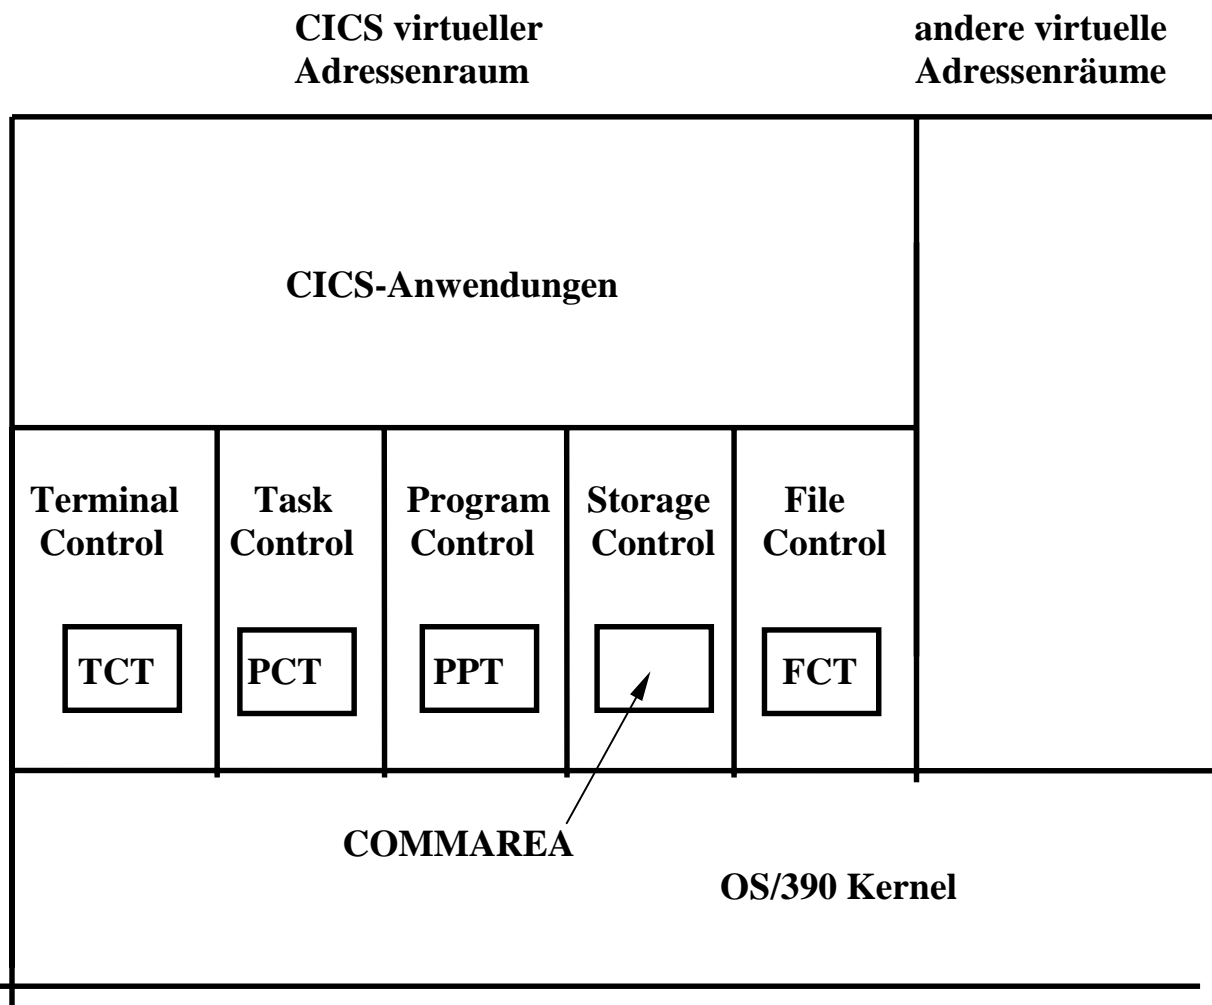 CICS virtueller
Adressenraum
andere virtuelle
Adressenräume
CICS-Anwendungen
Terminal
Control
Task
Control
Program
Control
Storage
Control
File
Control
TCT
PCT
PPT
FCT
COMMAREA
OS/390 Kernel